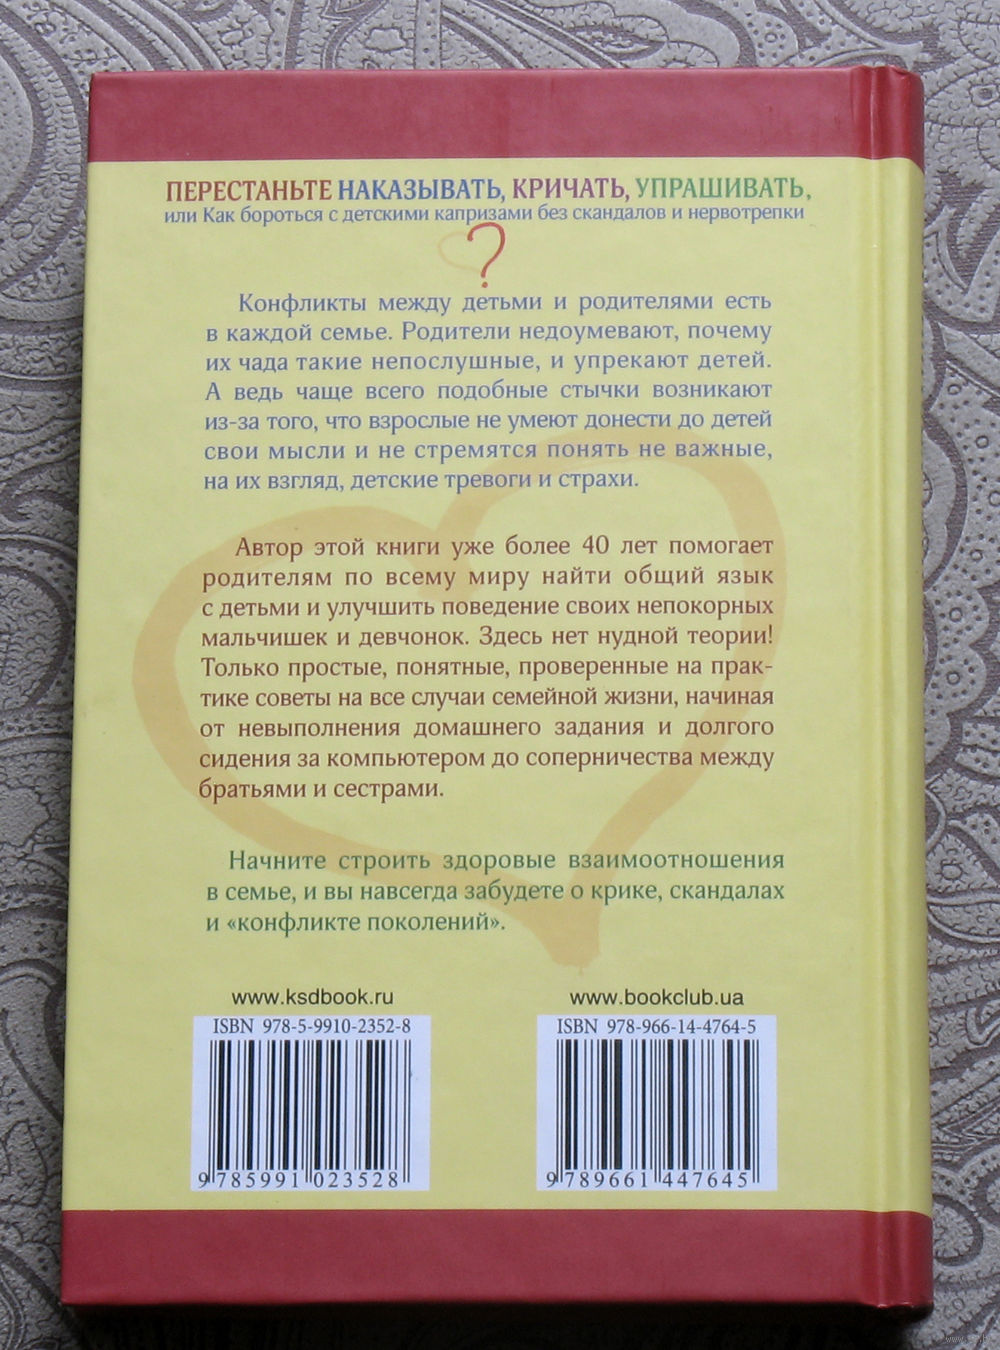 ПЕРЕСТАНЬТЕ НАКАЗЫВАТЬ, КРИЧАТЬ, УПРАШИВАТЬ,
или Как бороться с детскими капризами без скандалов и нервотрепки
?
Конфликты между детьми и родителями есть
в каждой семье. Родители недоумевают, почему
их чада такие непослушные, и упрекают детей.
А ведь чаще всего подобные стычки возникают
из-за того, что взрослые не умеют донести до детей
свои мысли и не стремятся понять не важные,
на их взгляд, детские тревоги и страхи.
Автор этой книги уже более 40 лет помогает
родителям по всему миру найти общий язык
с детьми и улучшить поведение своих непокорных
мальчишек и девчонок. Здесь нет нудной теории!
Только простые, понятные, проверенные на прак-
тике советы на все случаи семейной жизни, начиная
от невыполнения домашнего задания и долгого
сидения за компьютером до соперничества между
братьями и сестрами.
Начните строить здоровые взаимоотношения
в семье, и вы навсегда забудете о крике, скандалах
и «конфликте поколений».
www.ksdbook.ru
ISBN 978-5-9910-2352-8
9 785991 023528
www.bookclub.ua
ISBN 978-966-14-4764-5
9 789661 447645